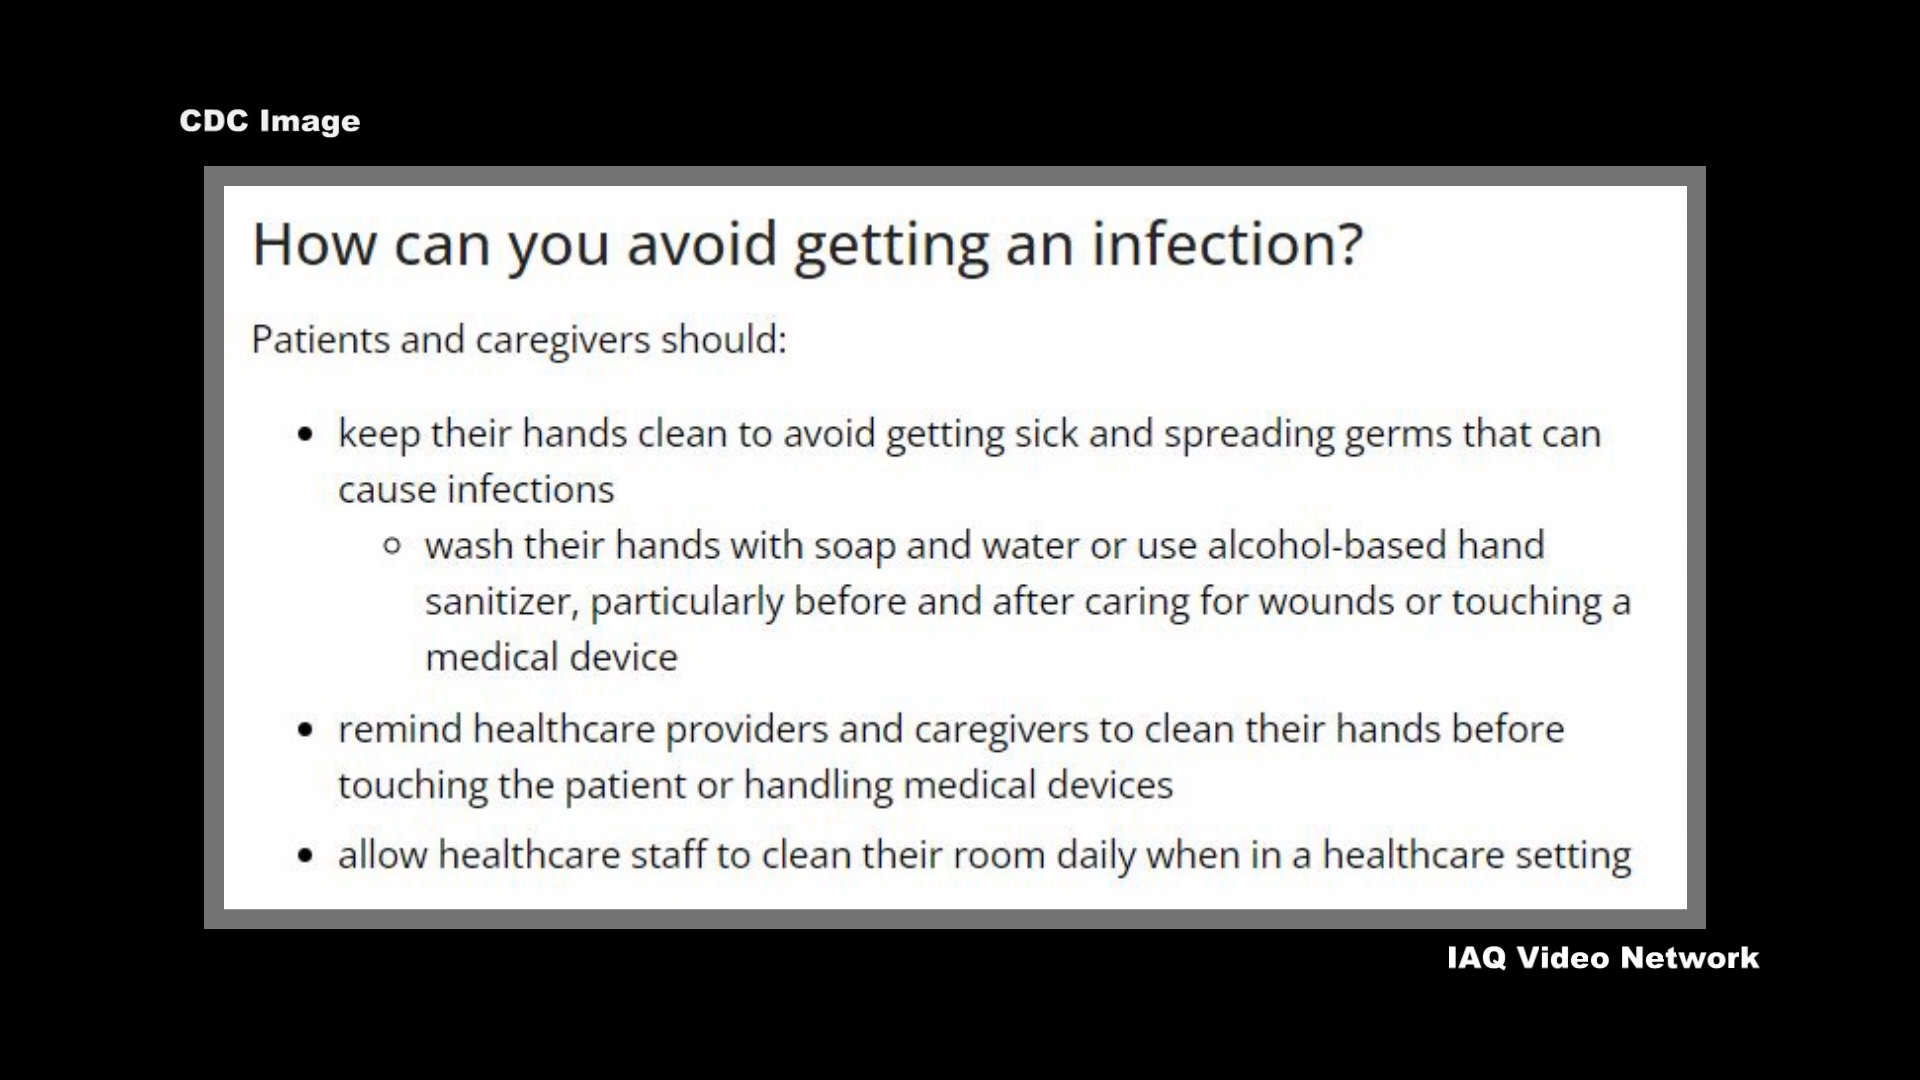 CDC Image
How can you avoid getting an infection?
Patients and caregivers should:
• keep their hands clean to avoid getting sick and spreading germs that can
cause infections
○ wash their hands with soap and water or use alcohol-based hand
sanitizer, particularly before and after caring for wounds or touching a
medical device
• remind healthcare providers and caregivers to clean their hands before
touching the patient or handling medical devices
• allow healthcare staff to clean their room daily when in a healthcare setting
IAQ Video Network